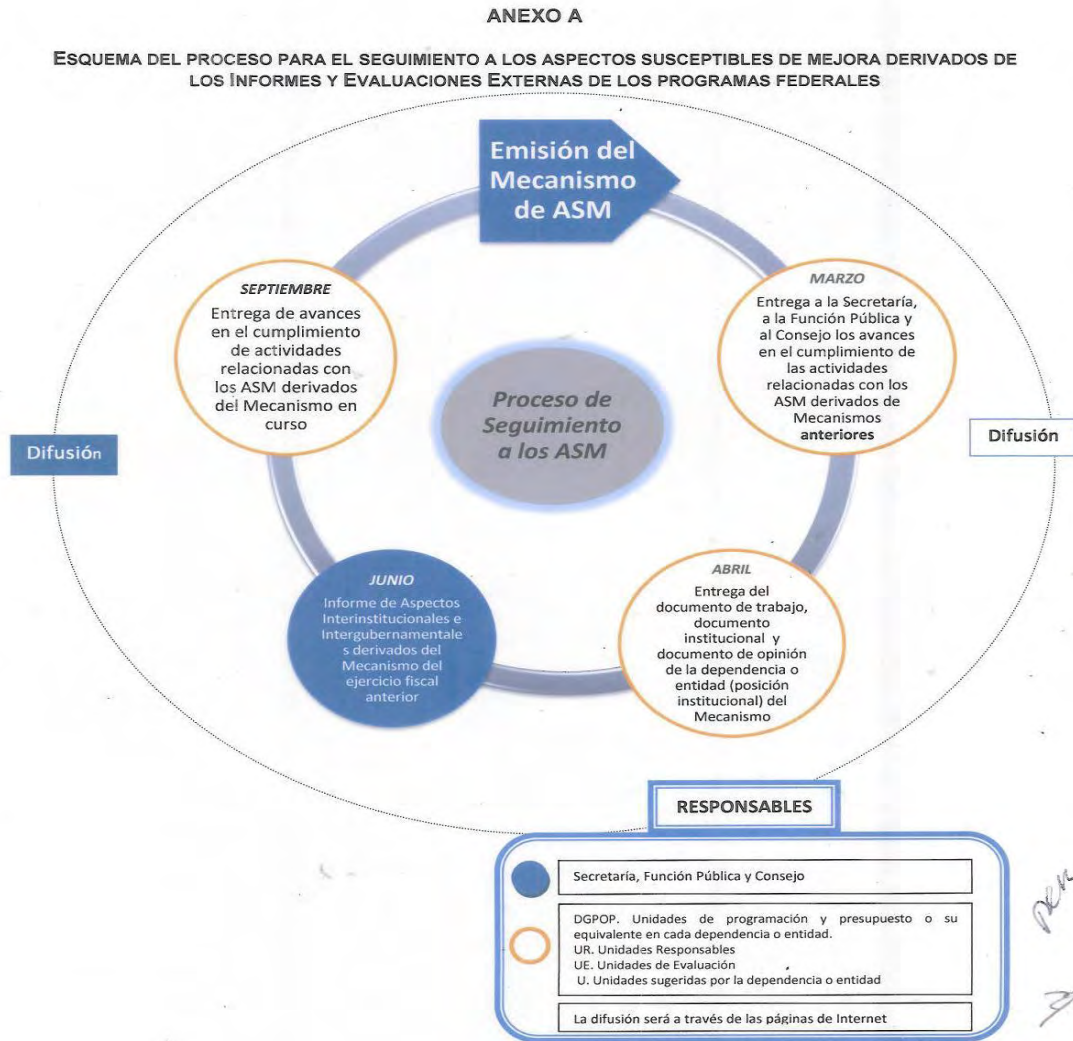 ANEXO A
ESQUEMA DEL PROCESO PARA EL SEGUIMIENTO A LOS ASPECTOS SUSCEPTIBLES DE MEJORA DERIVADOS DE
LOS INFORMES Y EVALUACIONES EXTERNAS DE LOS PROGRAMAS FEDERALES
Emisión del
Mecanismo
de ASM
MARZO
Entrega a la Secretaría,
a la Función Pública y
al Consejo los avances
en el cumplimiento de
las actividades
relacionadas con los
ASM derivados de
Mecanismos
anteriores
ABRIL
Entrega del
documento de trabajo,
documento
institucional y
documento de opinión
de la dependencia o
entidad (posición
institucional) del
Mecanismo
JUNIO
Informe de Aspectos
Interinstitucionales e
Intergubernamentale
s derivados del
Mecanismo del
ejercicio fiscal
anterior
SEPTIEMBRE
Entrega de avances
en el cumplimiento
de actividades
relacionadas con
los ASM derivados
del Mecanismo en
curso
Proceso de
Seguimiento
a los ASM
Difusión
Difusión
RESPONSABLES
Secretaría, Función Pública y Consejo
DGPOP. Unidades de programación y presupuesto o su
equivalente en cada dependencia o entidad.
UR. Unidades Responsables
UE. Unidades de Evaluación
U. Unidades sugeridas por la dependencia o entidad
La difusión será a través de las páginas de Internet